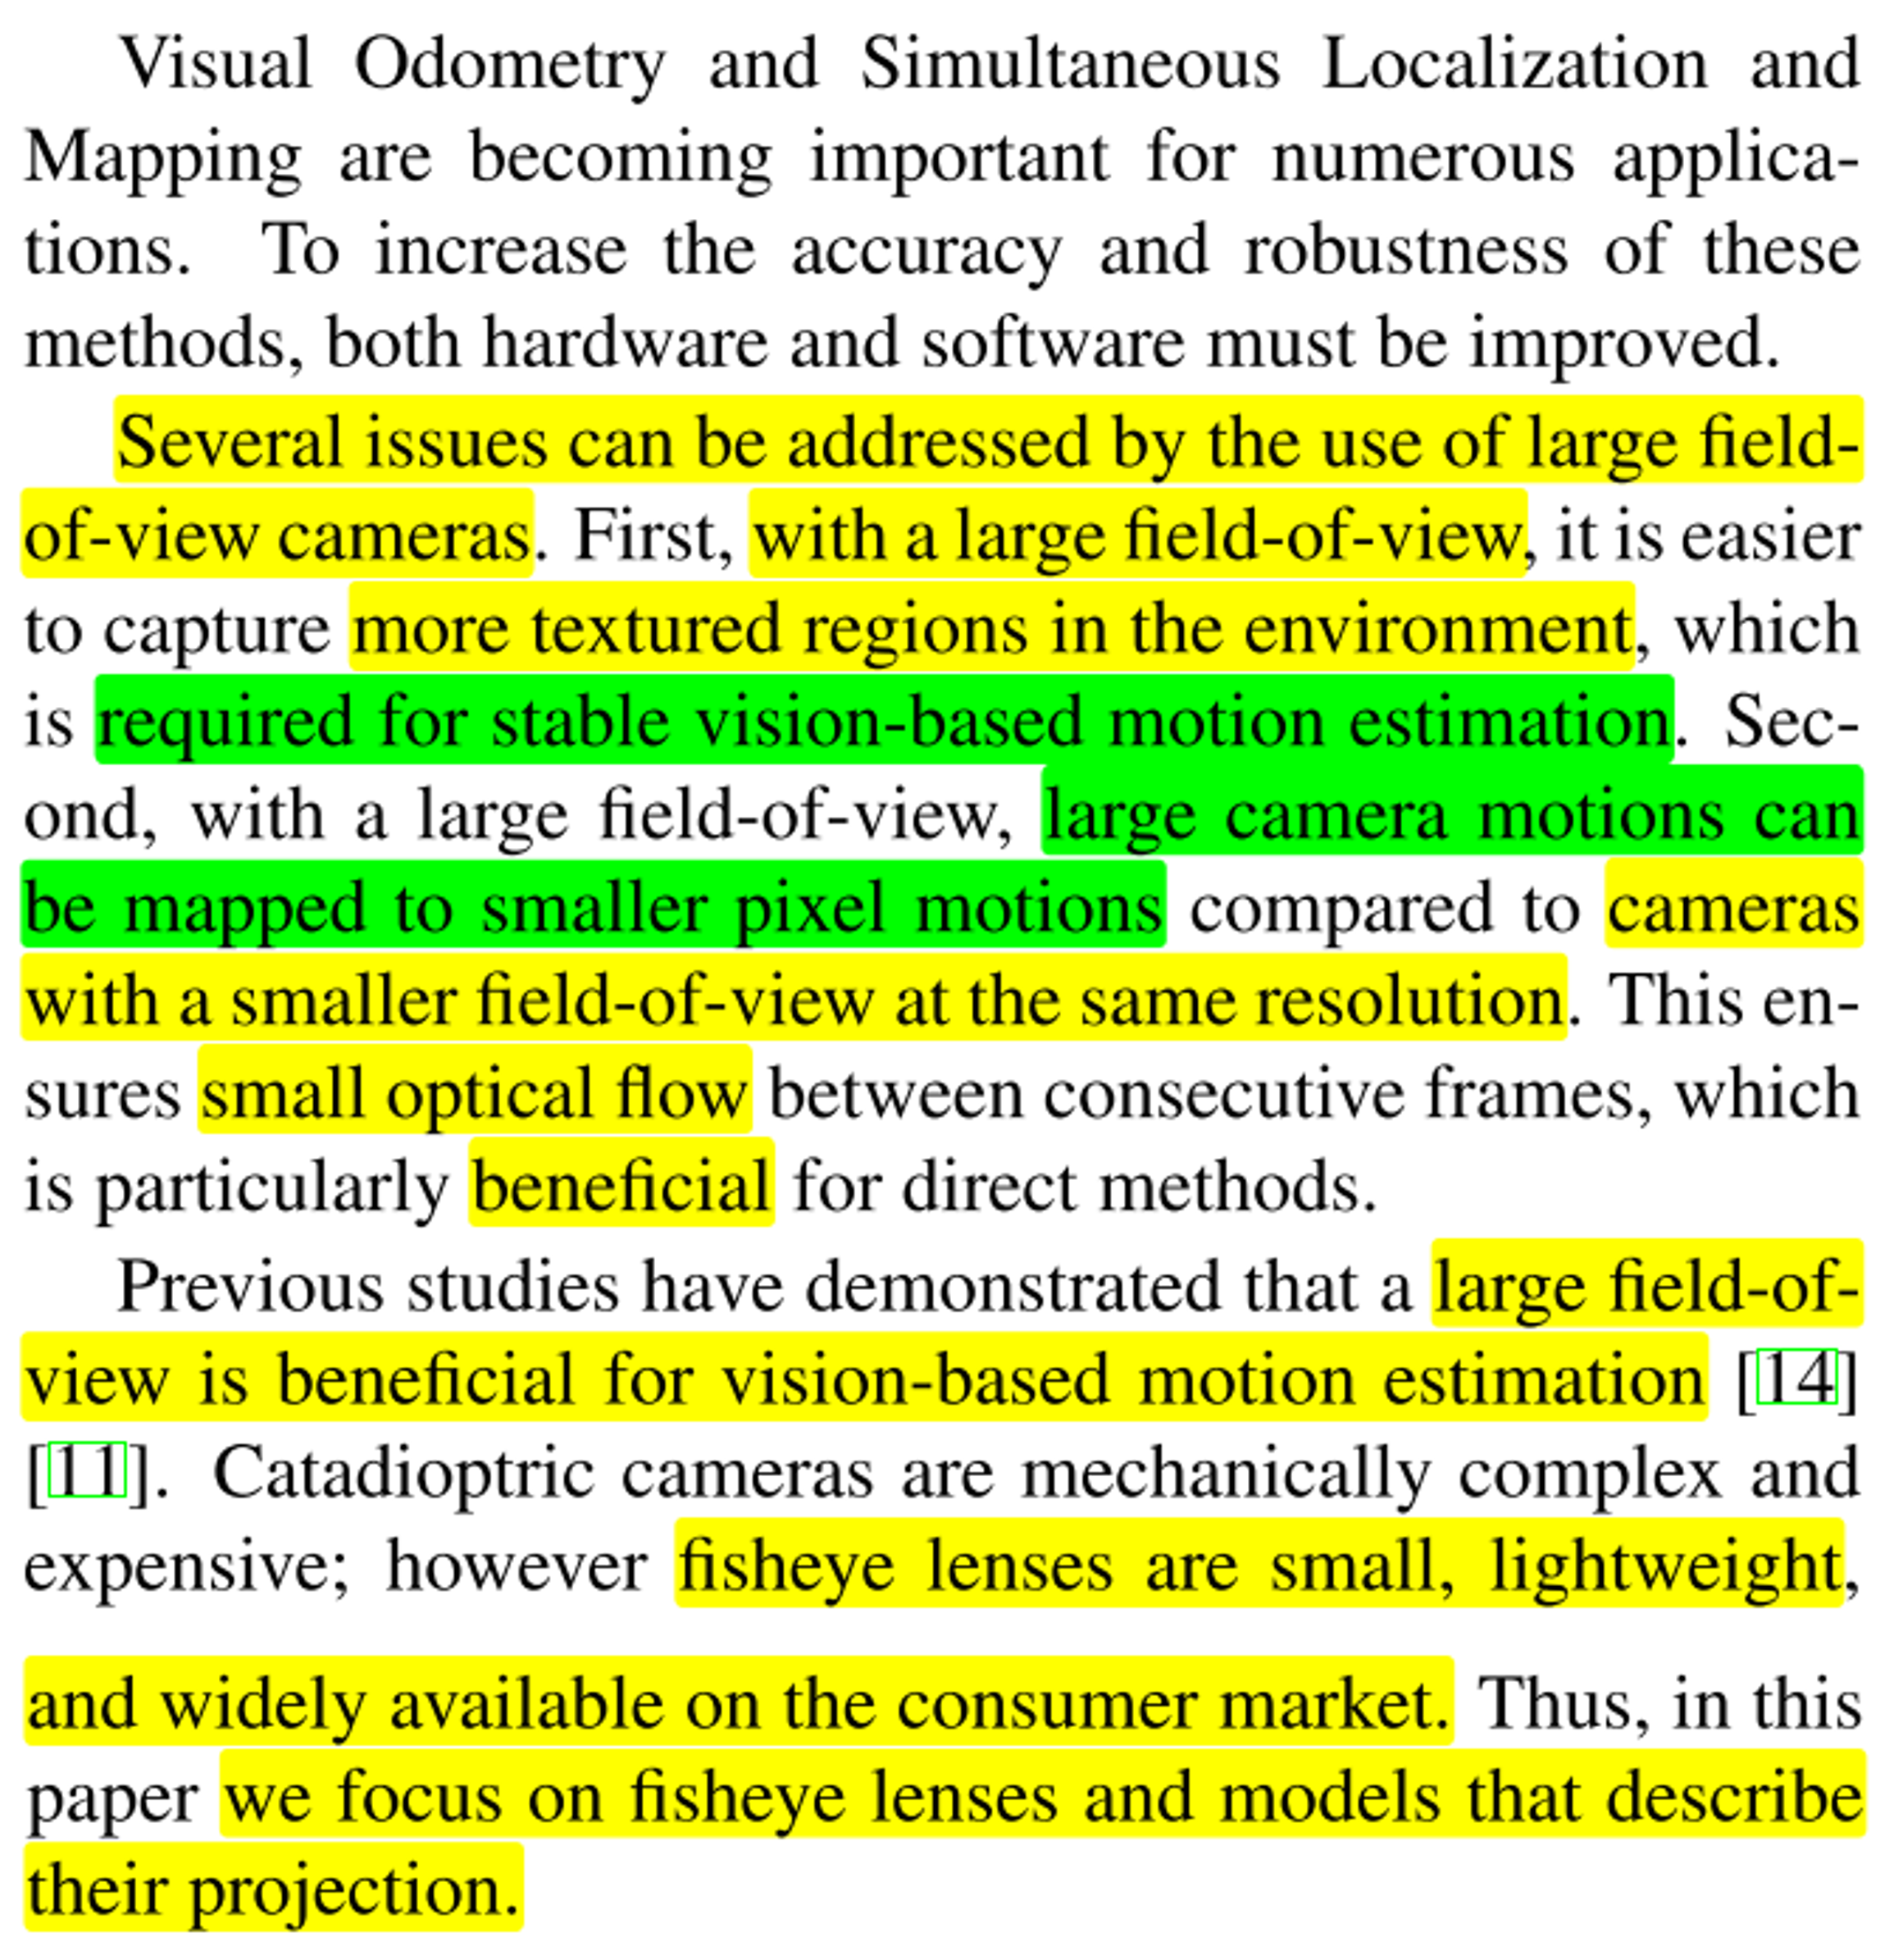 Visual Odometry and Simultaneous Localization and
Mapping are becoming important for numerous applica-
tions. To increase the accuracy and robustness of these
methods, both hardware and software must be improved.
Several issues can be addressed by the use of large field-
of-view cameras. First, with a large field-of-view, it is easier
to capture more textured regions in the environment, which
is required for stable vision-based motion estimation. Sec-
ond, with a large field-of-view, large camera motions can
be mapped to smaller pixel motions compared to cameras
with a smaller field-of-view at the same resolution. This en-
sures small optical flow between consecutive frames, which
is particularly beneficial for direct methods.
Previous studies have demonstrated that a large field-of-
view is beneficial for vision-based motion estimation [14]
[11]. Catadioptric cameras are mechanically complex and
expensive; however fisheye lenses are small, lightweight,
and widely available on the consumer market. Thus, in this
paper we focus on fisheye lenses and models that describe
their projection.